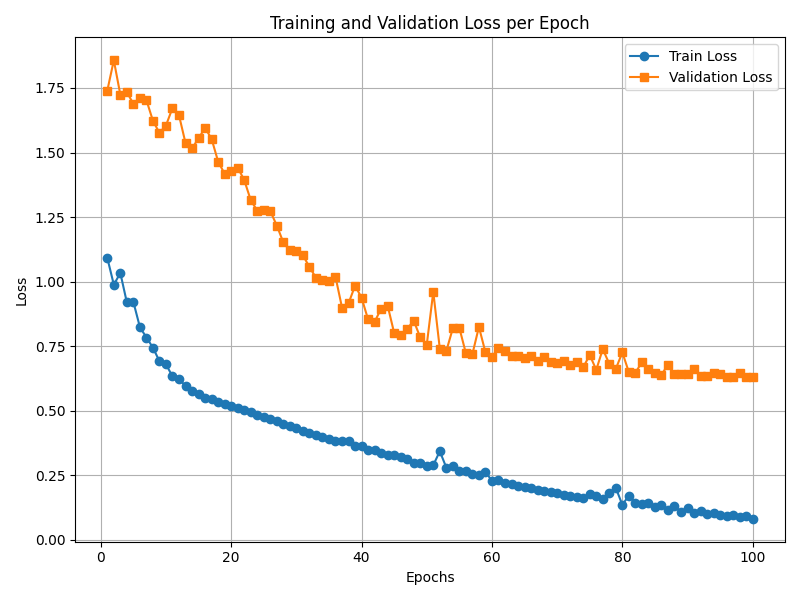 Training and Validation Loss per Epoch
Train Loss
Validation Loss
1.75
1.50
1.25
1.00
0.75
0.50
0.25
0.00
Loss
0 20 40 60 80 100
Epochs